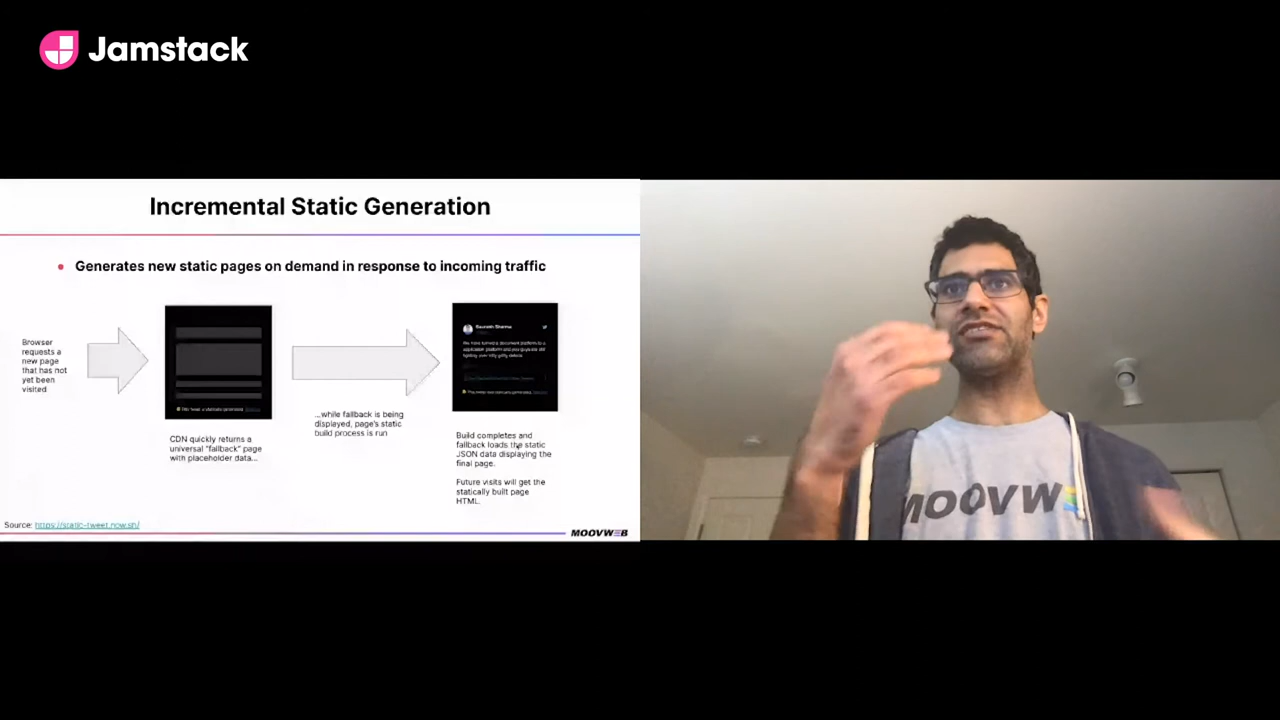 Jamstack
Incremental Static Generation
• Generates new static pages on demand in response to incoming traffic
Browser
requests a
new page
that has not
yet been
visited
CDN quickly returns a
universal "fallback" page
with placeholder data...
...while fallback is being
displayed, page's static
build process is run
Saurabh Sharma
Build completes and
fallback loads the static
JSON data displaying the
final page.
Future visits will get the
statically built page
HTML.
Source: https://static-tweet.now.sh/
MOOVWEB
MOOVWE